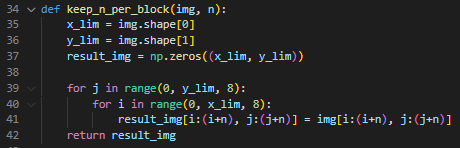 34 def keep_n_per_block(img, n):
35     x_lim = img.shape[0]
36     y_lim = img.shape[1]
37     result_img = np.zeros((x_lim, y_lim))
38
39     for j in range(0, y_lim, 8):
40         for i in range(0, x_lim, 8):
41             result_img[i:(i+n), j:(j+n)] = img[i:(i+n), j:(j+n)]
42     return result_img